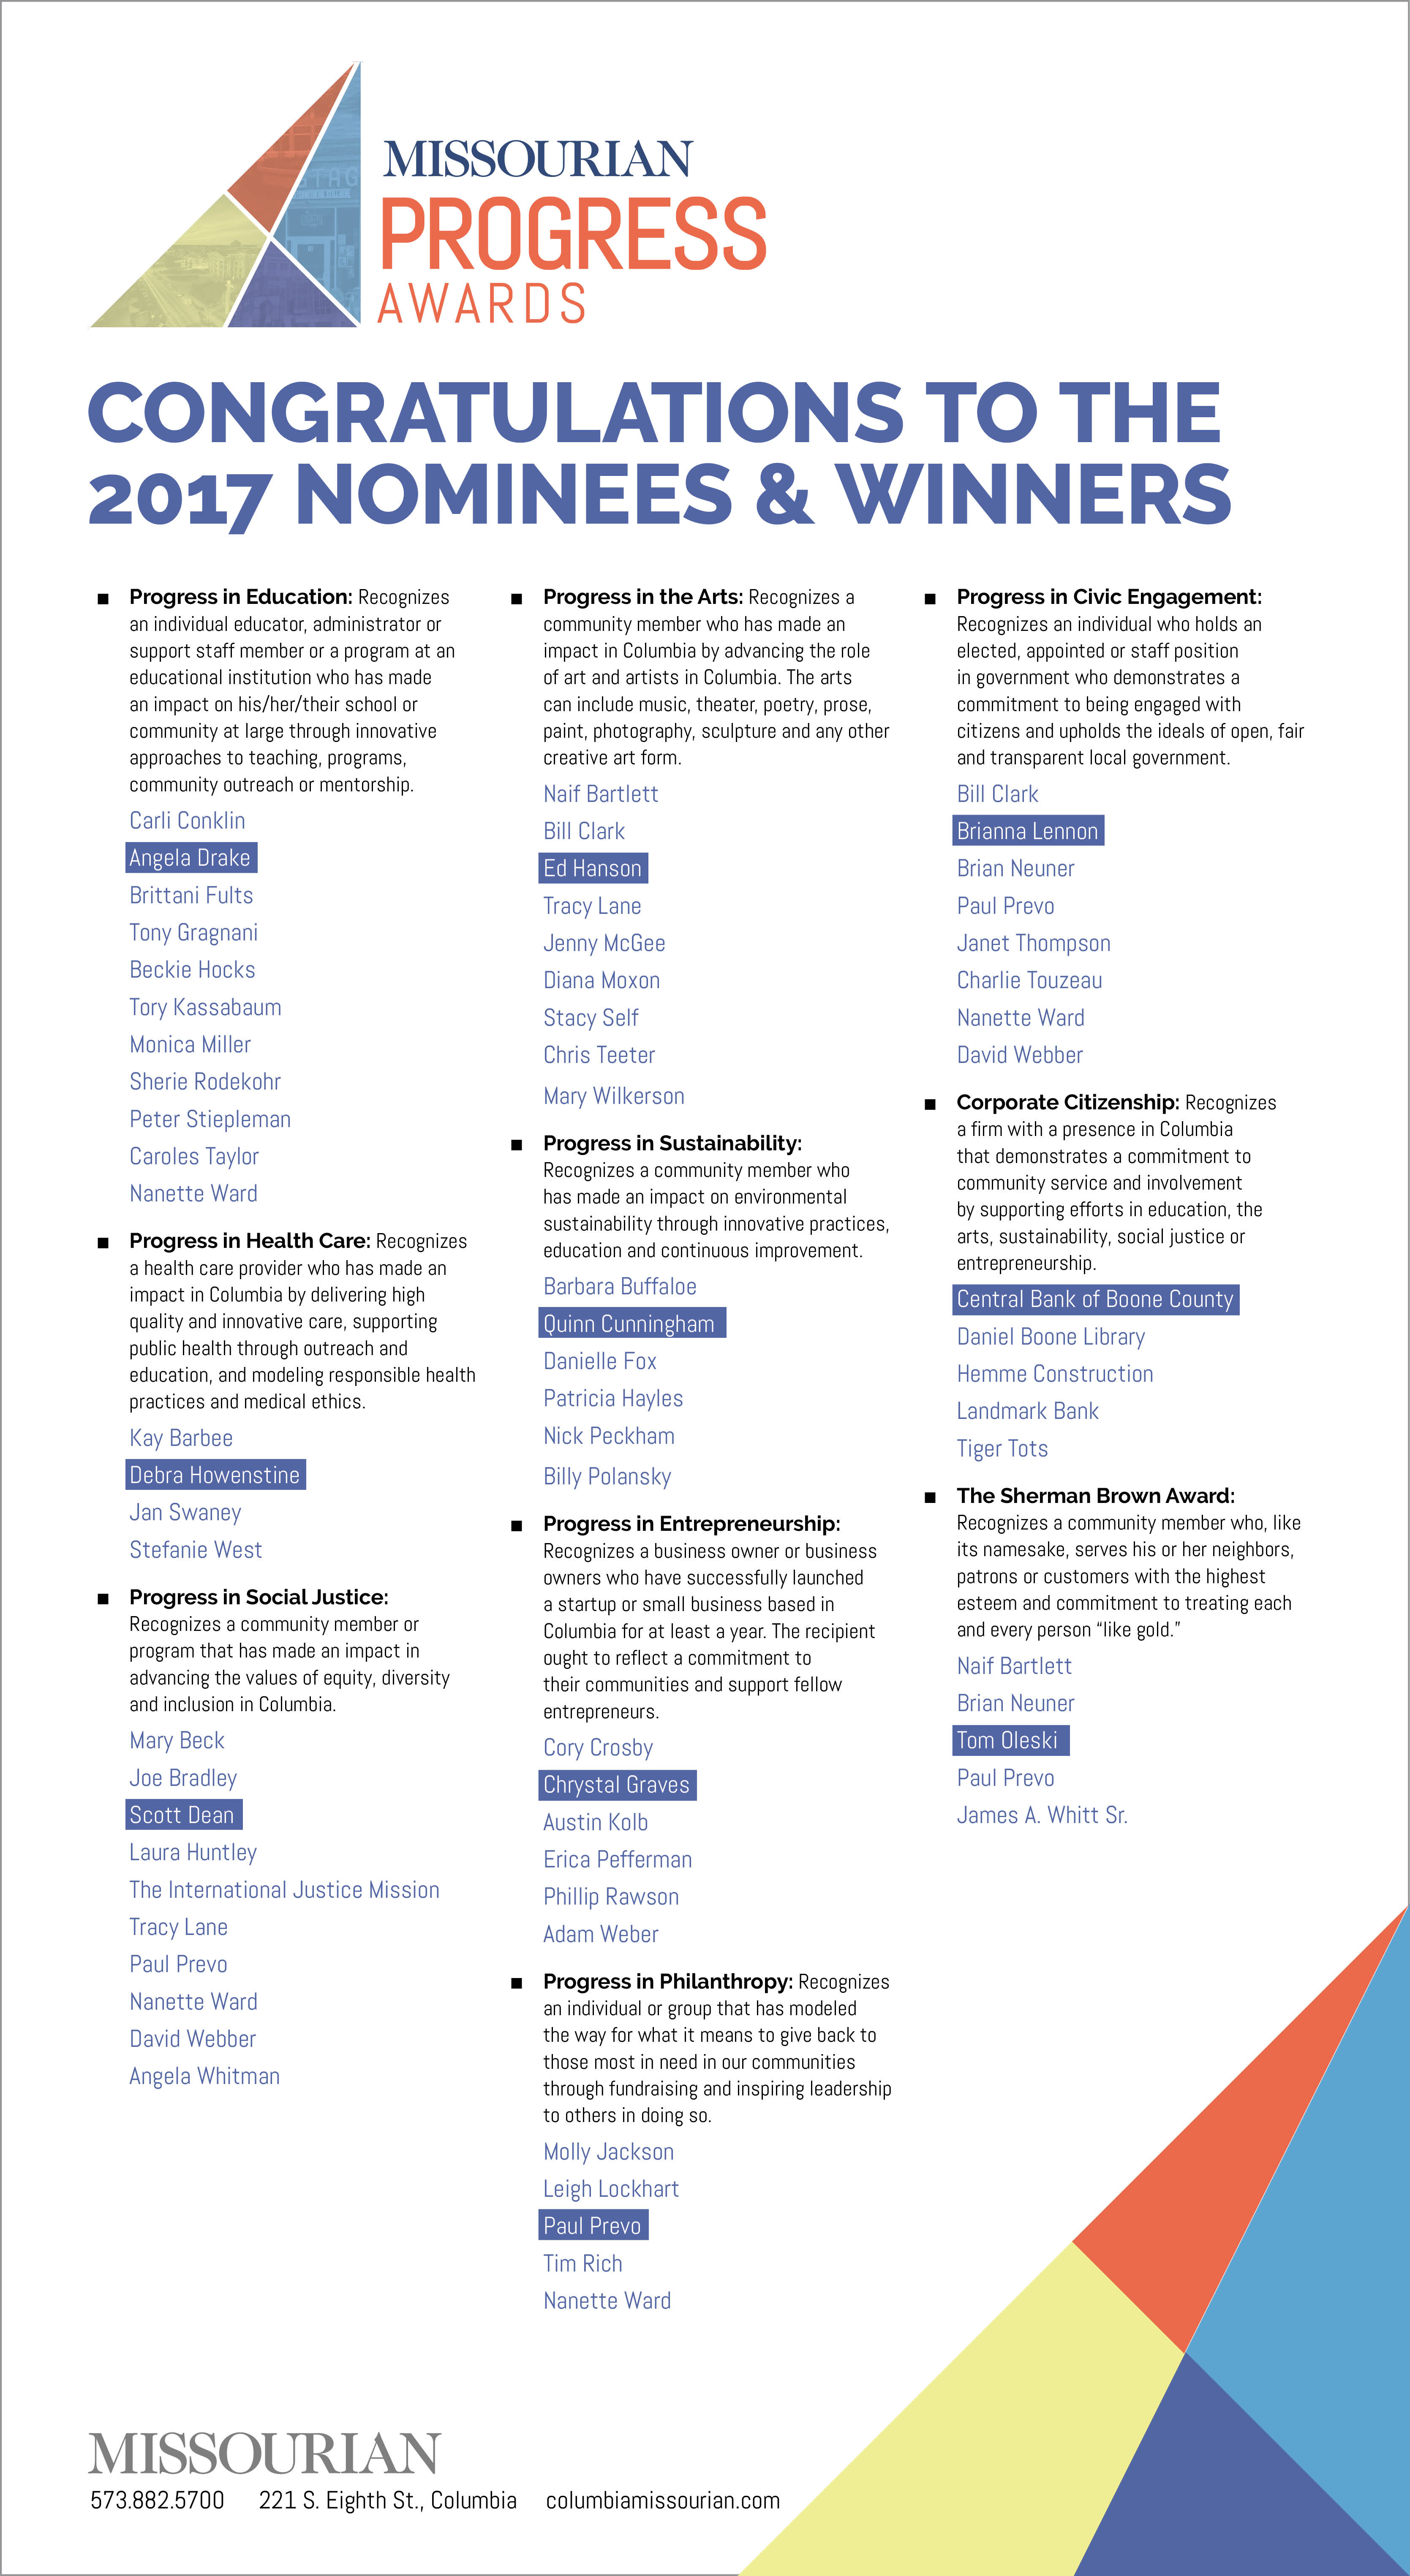 STAG
MISSOURIAN
PROGRESS
AWARDS
CONGRATULATIONS TO THE
2017 NOMINEES & WINNERS
■ Progress in Education: Recognizes
an individual educator, administrator or
support staff member or a program at an
educational institution who has made
an impact on his/her/their school or
community at large through innovative
approaches to teaching, programs,
community outreach or mentorship.
Carli Conklin
Angela Drake
Brittani Fults
Tony Gragnani
Beckie Hocks
Tory Kassabaum
Monica Miller
Sherie Rodekohr
Peter Stiepleman
Caroles Taylor
Nanette Ward
■ Progress in Health Care: Recognizes
a health care provider who has made an
impact in Columbia by delivering high
quality and innovative care, supporting
public health through outreach and
education, and modeling responsible health
practices and medical ethics.
Kay Barbee
Debra Howenstine
Jan Swaney
Stefanie West
■ Progress in Social Justice:
Recognizes a community member or
program that has made an impact in
advancing the values of equity, diversity
and inclusion in Columbia.
Mary Beck
Joe Bradley
Scott Dean
Laura Huntley
The International Justice Mission
Tracy Lane
Paul Prevo
Nanette Ward
David Webber
Angela Whitman
■ Progress in the Arts: Recognizes a
community member who has made an
impact in Columbia by advancing the role
of art and artists in Columbia. The arts
can include music, theater, poetry, prose,
paint, photography, sculpture and any other
creative art form.
Naif Bartlett
Bill Clark
Ed Hanson
Tracy Lane
Jenny McGee
Diana Moxon
Stacy Self
Chris Teeter
Mary Wilkerson
■ Progress in Sustainability:
Recognizes a community member who
has made an impact on environmental
sustainability through innovative practices,
education and continuous improvement.
Barbara Buffaloe
Quinn Cunningham
Danielle Fox
Patricia Hayles
Nick Peckham
Billy Polansky
■ Progress in Entrepreneurship:
Recognizes a business owner or business
owners who have successfully launched
a startup or small business based in
Columbia for at least a year. The recipient
ought to reflect a commitment to
their communities and support fellow
entrepreneurs.
Cory Crosby
Chrystal Graves
Austin Kolb
Erica Pefferman
Phillip Rawson
Adam Weber
■ Progress in Philanthropy: Recognizes
an individual or group that has modeled
the way for what it means to give back to
those most in need in our communities
through fundraising and inspiring leadership
to others in doing so.
Molly Jackson
Leigh Lockhart
Paul Prevo
Tim Rich
Nanette Ward
■ Progress in Civic Engagement:
Recognizes an individual who holds an
elected, appointed or staff position
in government who demonstrates a
commitment to being engaged with
citizens and upholds the ideals of open, fair
and transparent local government.
Bill Clark
Brianna Lennon
Brian Neuner
Paul Prevo
Janet Thompson
Charlie Touzeau
Nanette Ward
David Webber
■ Corporate Citizenship: Recognizes
a firm with a presence in Columbia
that demonstrates a commitment to
community service and involvement
by supporting efforts in education, the
arts, sustainability, social justice or
entrepreneurship.
Central Bank of Boone County
Daniel Boone Library
Hemme Construction
Landmark Bank
Tiger Tots
■ The Sherman Brown Award:
Recognizes a community member who, like
its namesake, serves his or her neighbors,
patrons or customers with the highest
esteem and commitment to treating each
and every person “like gold.”
Naif Bartlett
Brian Neuner
Tom Oleski
Paul Prevo
James A. Whitt Sr.
MISSOURIAN
573.882.5700 221 S. Eighth St., Columbia columbiamissourian.com